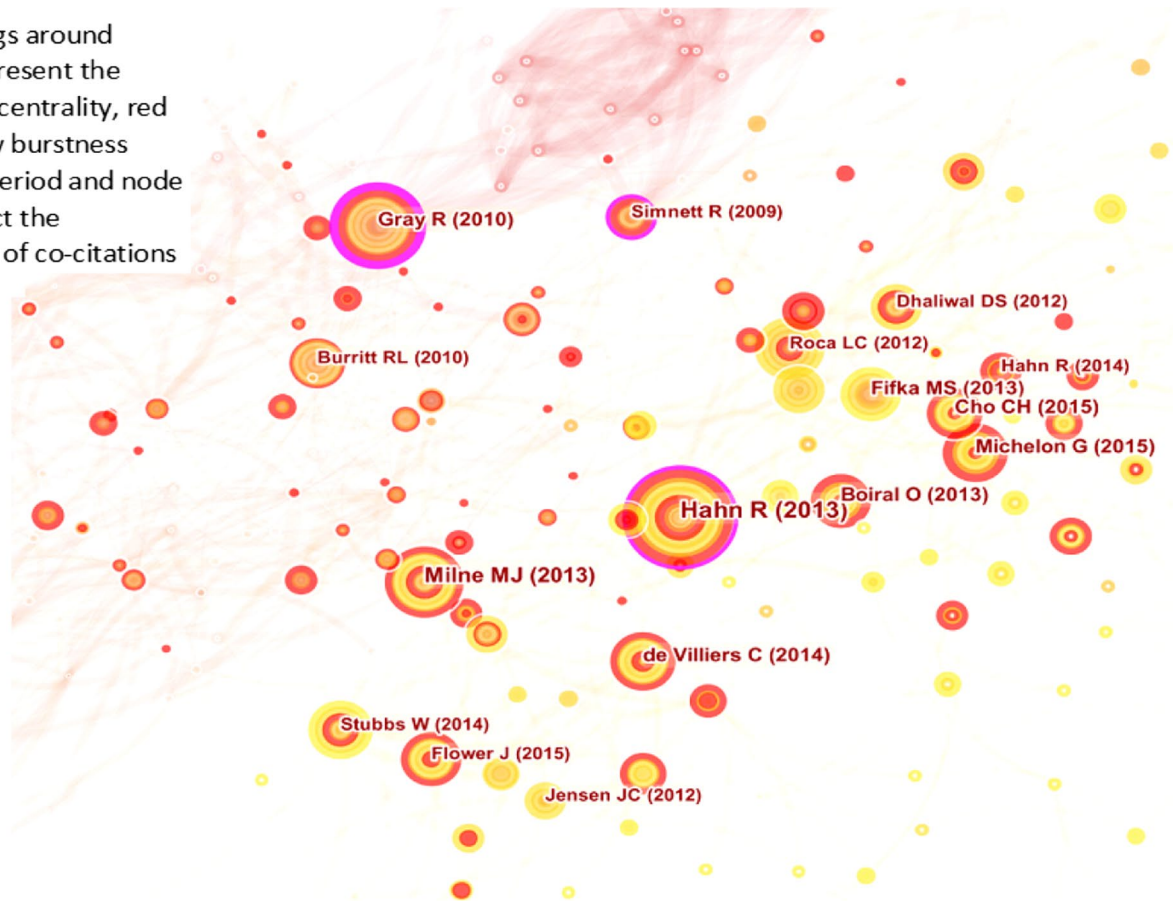 gs around
resent the
centrality, red
burstness
eriod and node
ct the
of co-citations
Gray R (2010)
Simnett R (2009)
Dhaliwal DS (2012)
Roca LC (2012)
Burritt RL (2010)
Hahn R (2014)
Fifka MS (2013)
Cho CH (2015)
Michelon G (2015)
Boiral O (2013)
Hahn R (2013)
Milne MJ (2013)
de Villiers C (2014)
Stubbs W (2014)
Flower J (2015)
Jensen JC (2012)